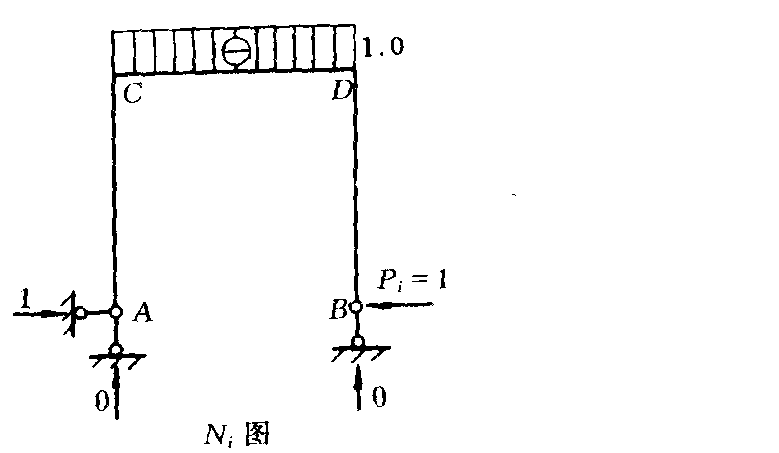 1.0
C D
P_i = 1
1 A B
0 0
N_i 图